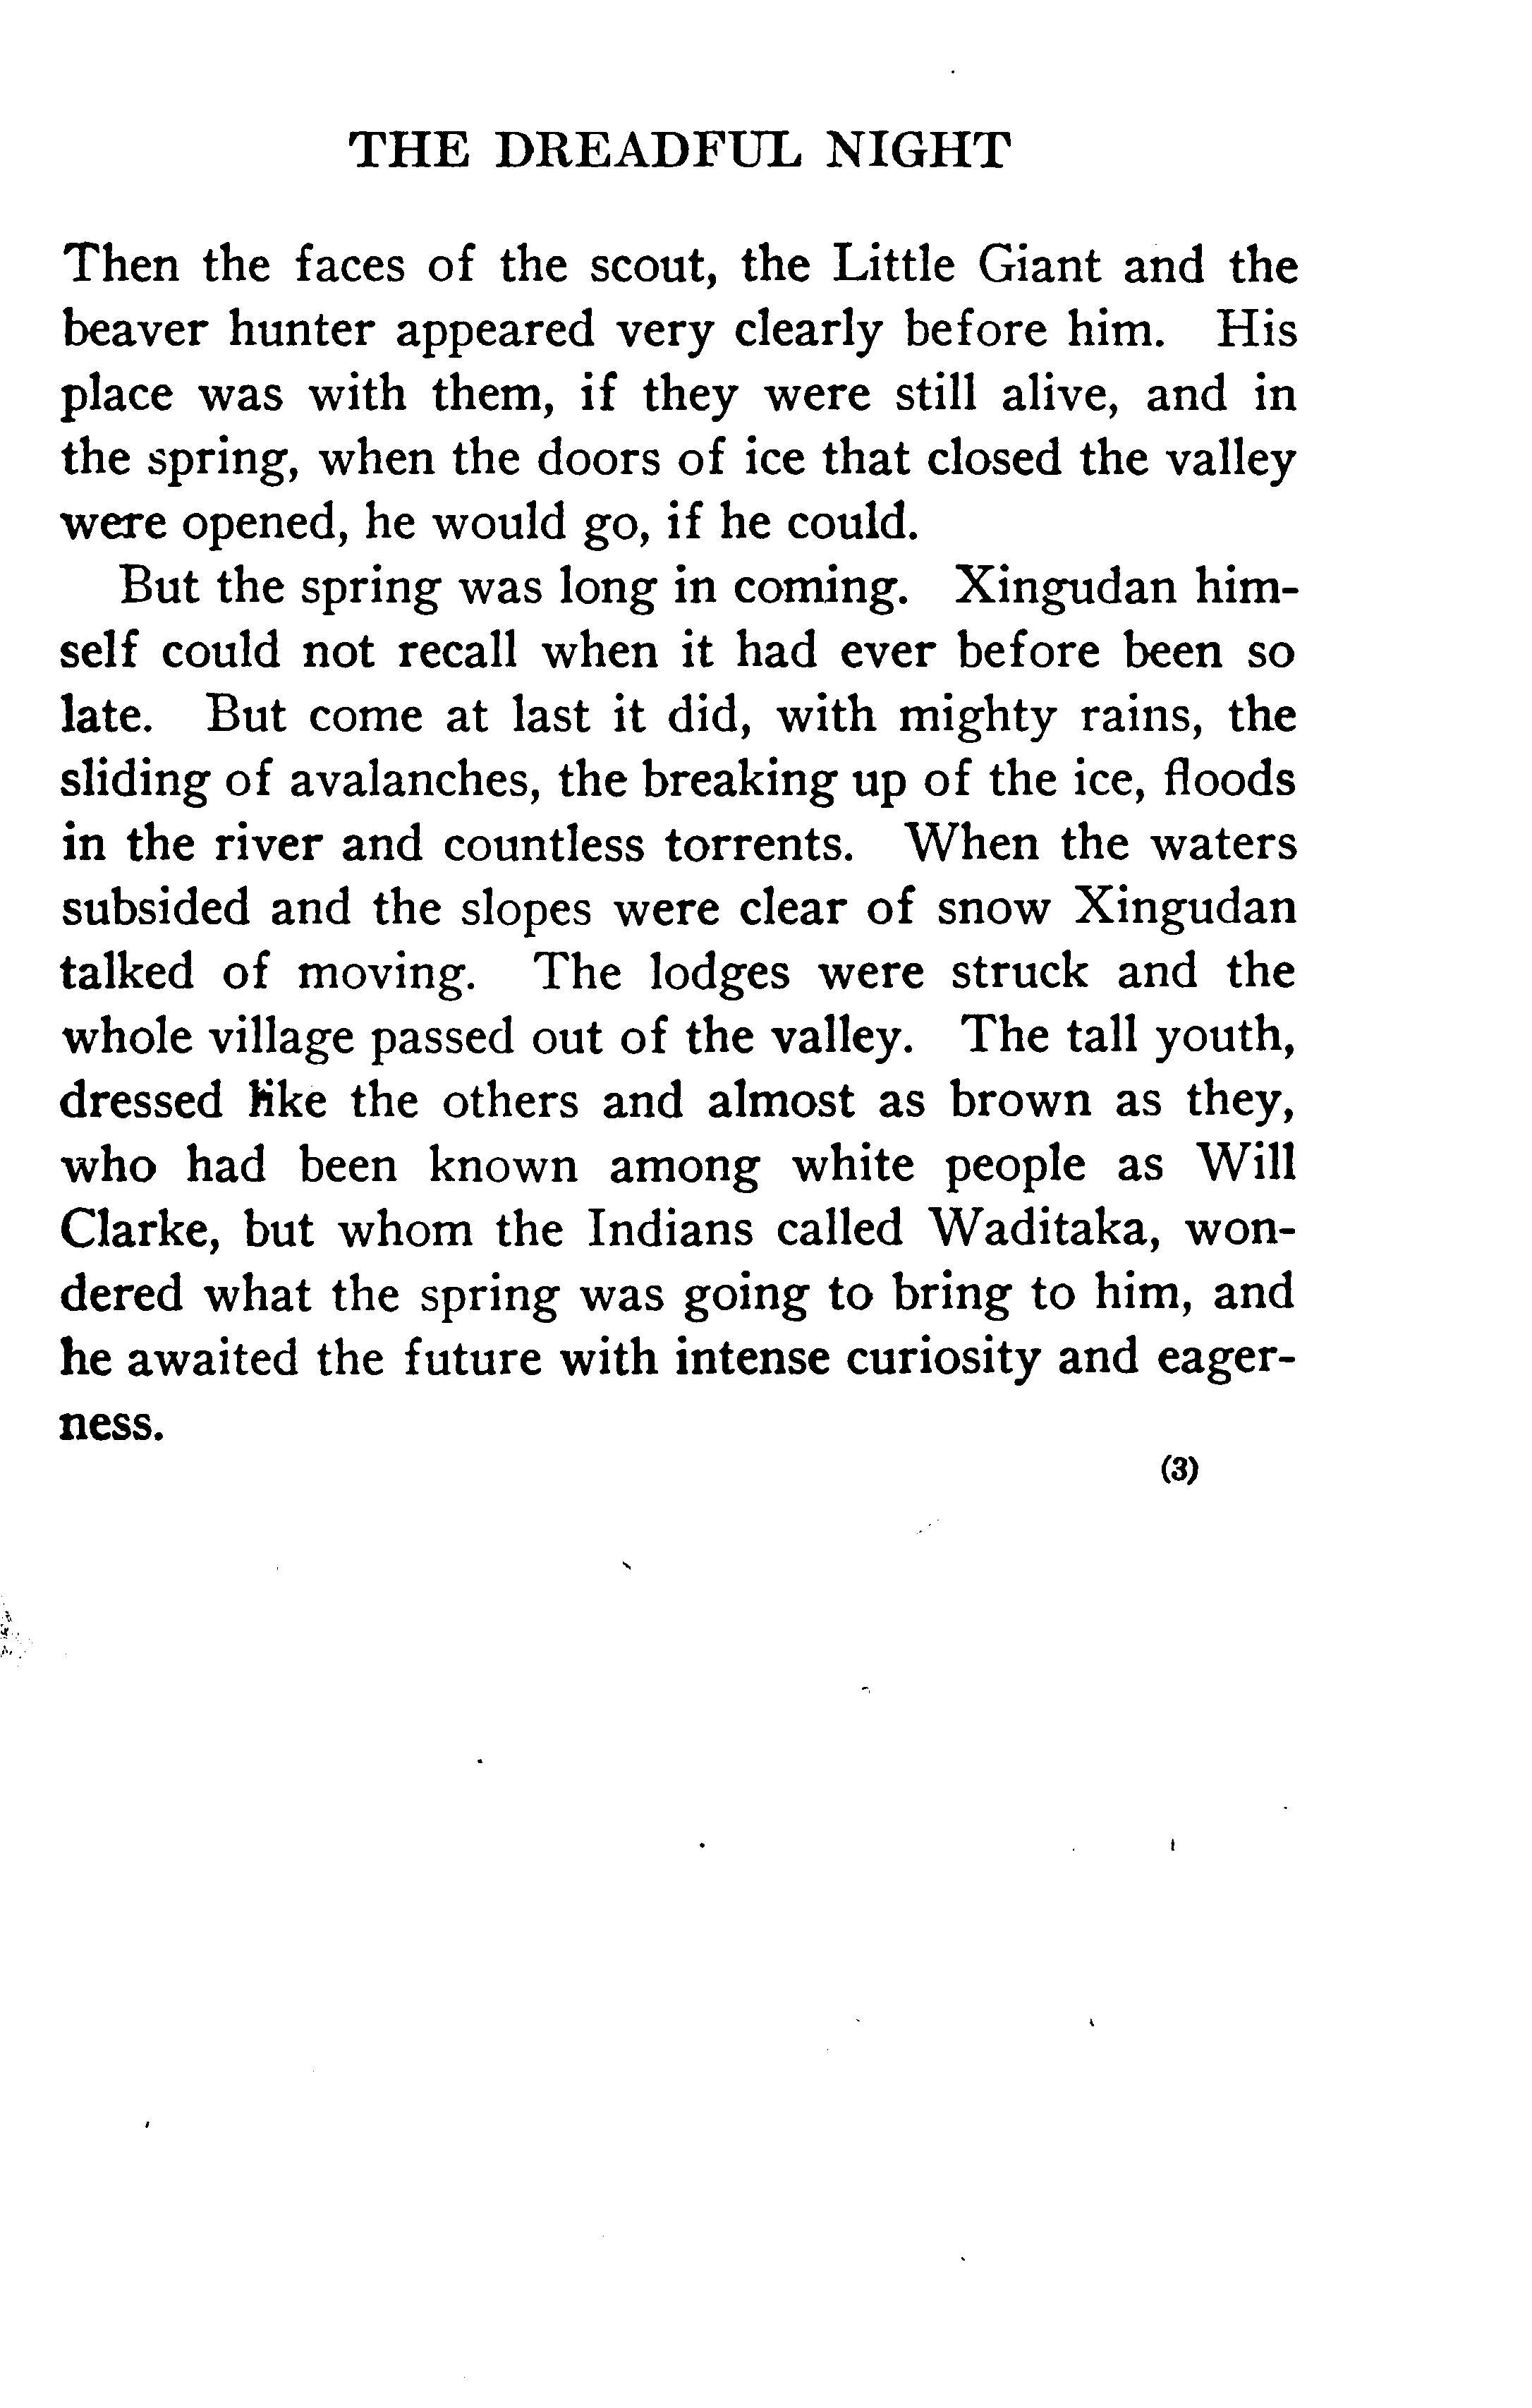 THE DREADFUL NIGHT
Then the faces of the scout, the Little Giant and the
beaver hunter appeared very clearly before him. His
place was with them, if they were still alive, and in
the spring, when the doors of ice that closed the valley
were opened, he would go, if he could.
But the spring was long in coming. Xingudan him-
self could not recall when it had ever before been so
late. But come at last it did, with mighty rains, the
sliding of avalanches, the breaking up of the ice, floods
in the river and countless torrents. When the waters
subsided and the slopes were clear of snow Xingudan
talked of moving. The lodges were struck and the
whole village passed out of the valley. The tall youth,
dressed like the others and almost as brown as they,
who had been known among white people as Will
Clarke, but whom the Indians called Waditaka, won-
dered what the spring was going to bring to him, and
he awaited the future with intense curiosity and eager-
ness.
(3)